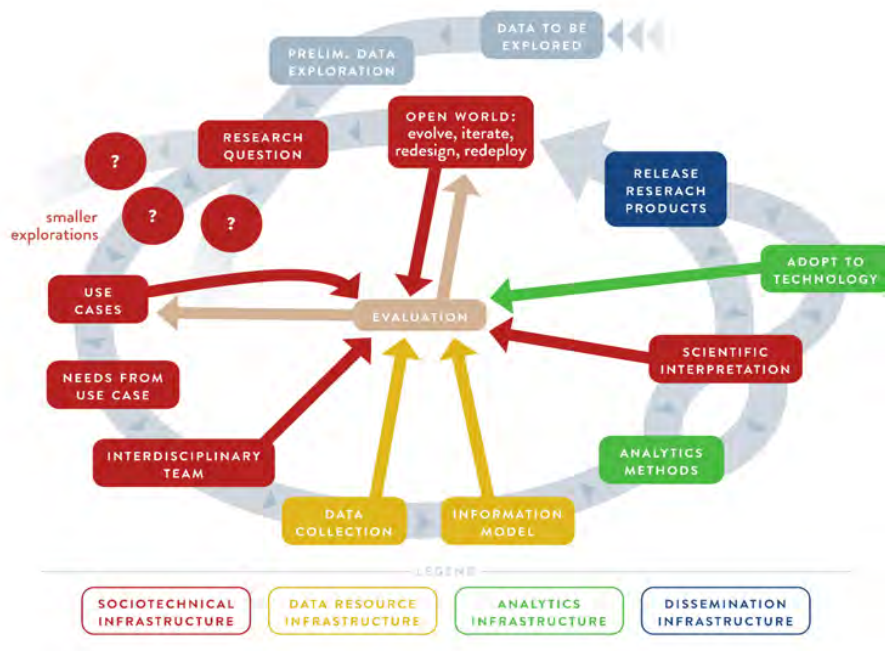 DATA TO BE
EXPLORED
PRELIM. DATA
EXPLORATION
OPEN WORLD:
evolve, iterate,
redesign, redeploy
RESEARCH
QUESTION
?
?
?
smaller
explorations
RELEASE
RESERACH
PRODUCTS
ADOPT TO
TECHNOLOGY
USE
CASES
EVALUATION
SCIENTIFIC
INTERPRETATION
NEEDS FROM
USE CASE
INTERDISCIPLINARY
TEAM
ANALYTICS
METHODS
DATA
COLLECTION
INFORMATION
MODEL
LEGEND
SOCIOTECHNICAL
INFRASTRUCTURE
DATA RESOURCE
INFRASTRUCTURE
ANALYTICS
INFRASTRUCTURE
DISSEMINATION
INFRASTRUCTURE